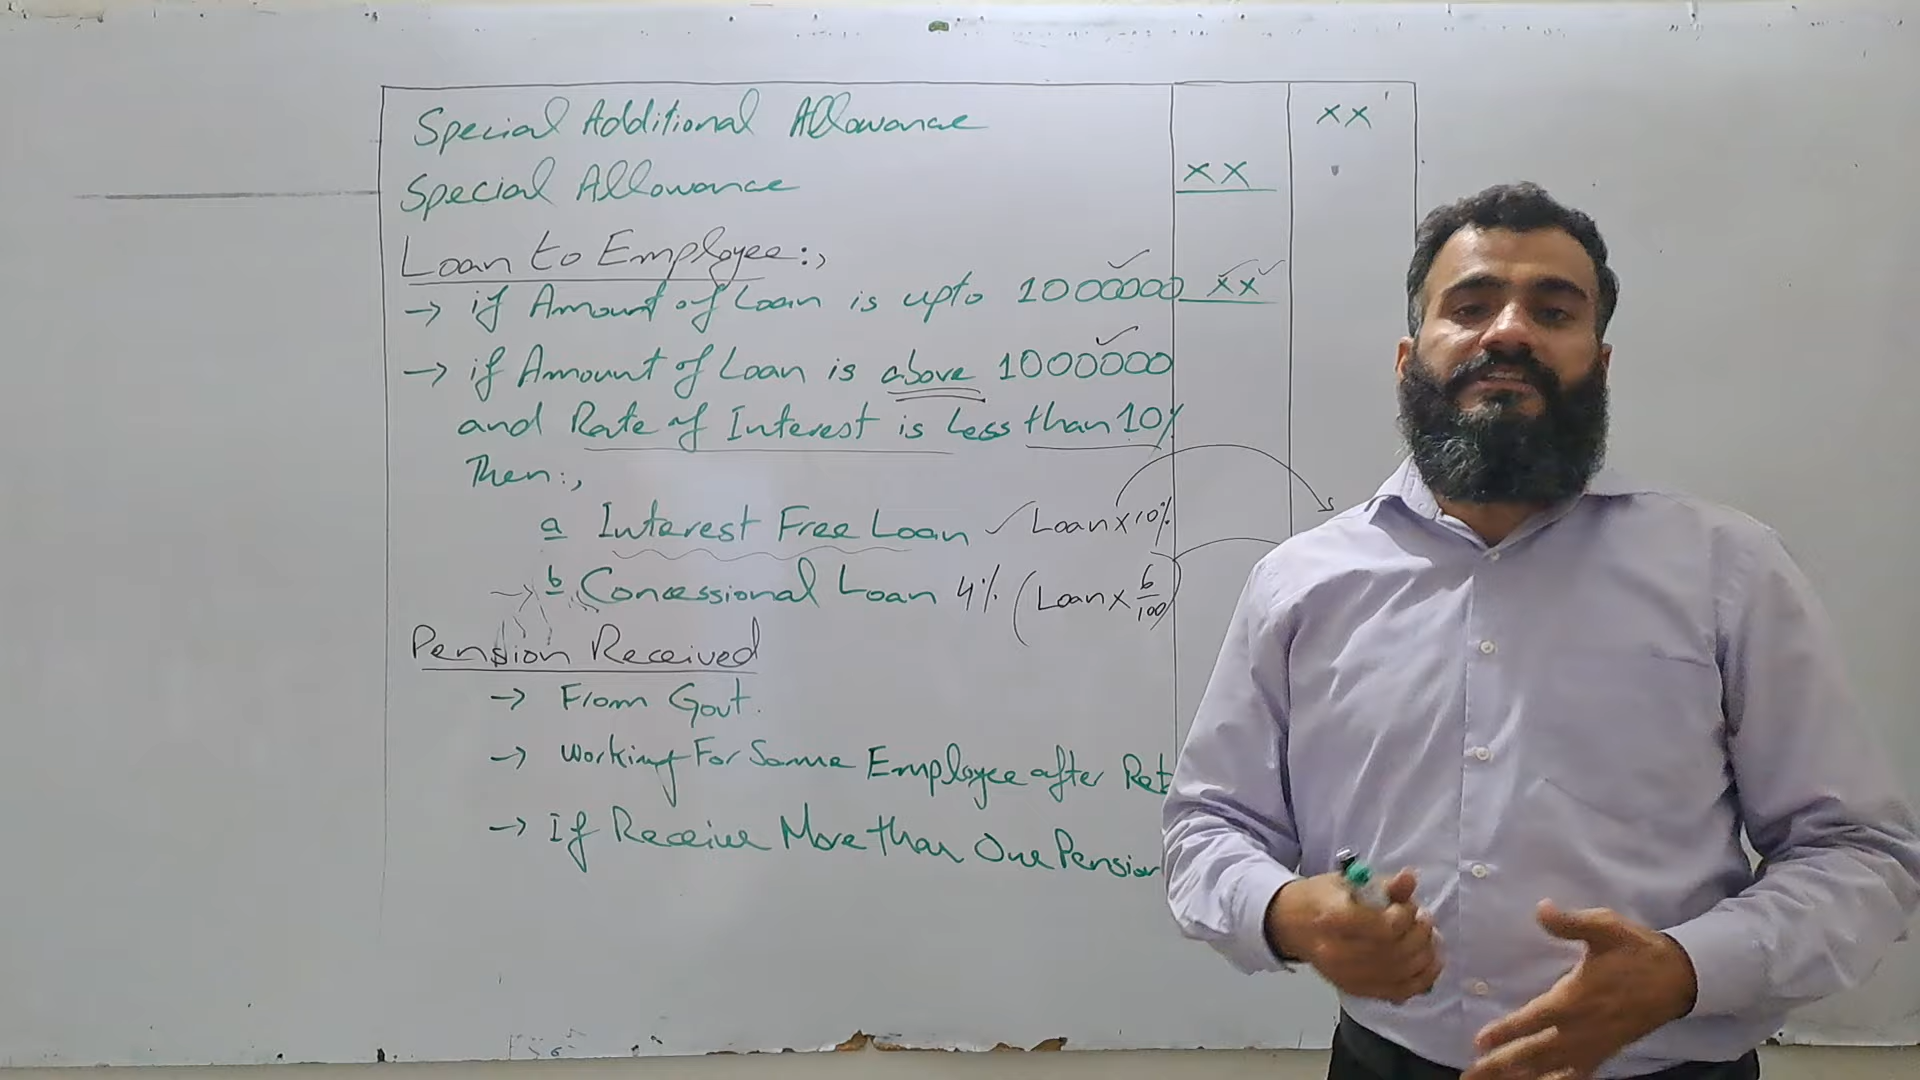 Special Additional Allowance xx
Special Allowance xx
Loan to Employee:,
→ if Amount of Loan is upto 1000000 xx
→ if Amount of Loan is above 1000000
and Rate of Interest is less than 10%
Then:,
a Interest Free Loan ✓ Loan x 10%
→ b Concessional Loan 4% (Loan x 6/100)
Pension Received
→ From Govt.
→ working For Same Employee after Ret
→ If Receive More than One Pension